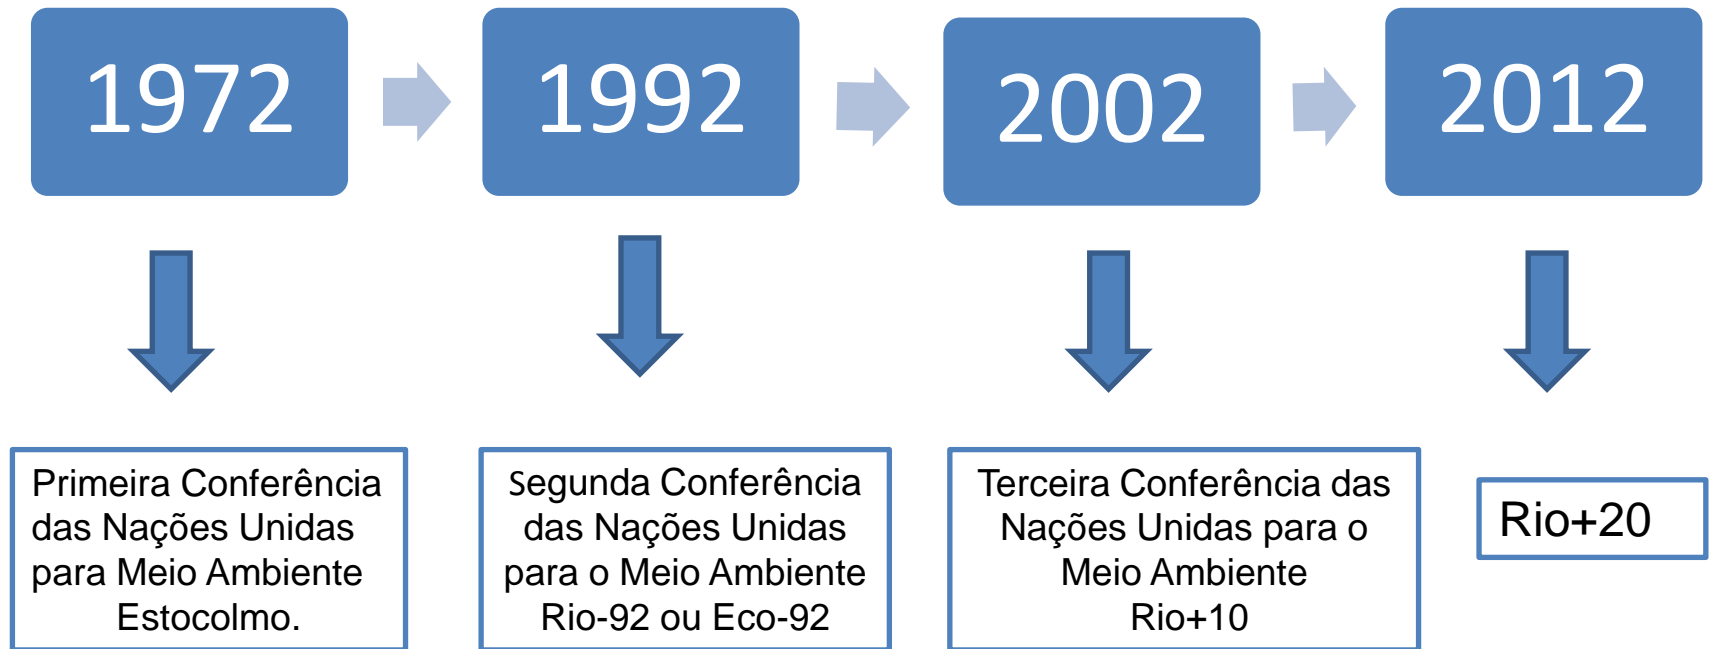 1972
1992
2002
2012
Primeira Conferência
das Nações Unidas
para Meio Ambiente
Estocolmo.
Segunda Conferência
das Nações Unidas
para o Meio Ambiente
Rio-92 ou Eco-92
Terceira Conferência das
Nações Unidas para o
Meio Ambiente
Rio+10
Rio+20